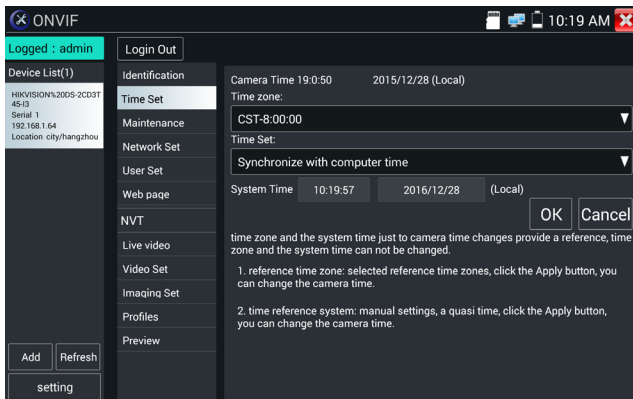 ONVIF
10:19 AM
Logged : admin
Login Out
Device List(1)
HIKVISION%20DS-2CD3T
45-I3
Serial 1
192.168.1.64
Location city/hangzhou
Add
Refresh
setting
Identification
Time Set
Maintenance
Network Set
User Set
Web page
NVT
Live video
Video Set
Imaging Set
Profiles
Preview
Camera Time 19:0:50 2015/12/28 (Local)
Time zone:
CST-8:00:00
Time Set:
Synchronize with computer time
System Time 10:19:57 2016/12/28 (Local)
OK
Cancel
time zone and the system time just to camera time changes provide a reference, time
zone and the system time can not be changed.
1. reference time zone: selected reference time zones, click the Apply button, you
can change the camera time.
2. time reference system: manual settings, a quasi time, click the Apply button,
you can change the camera time.